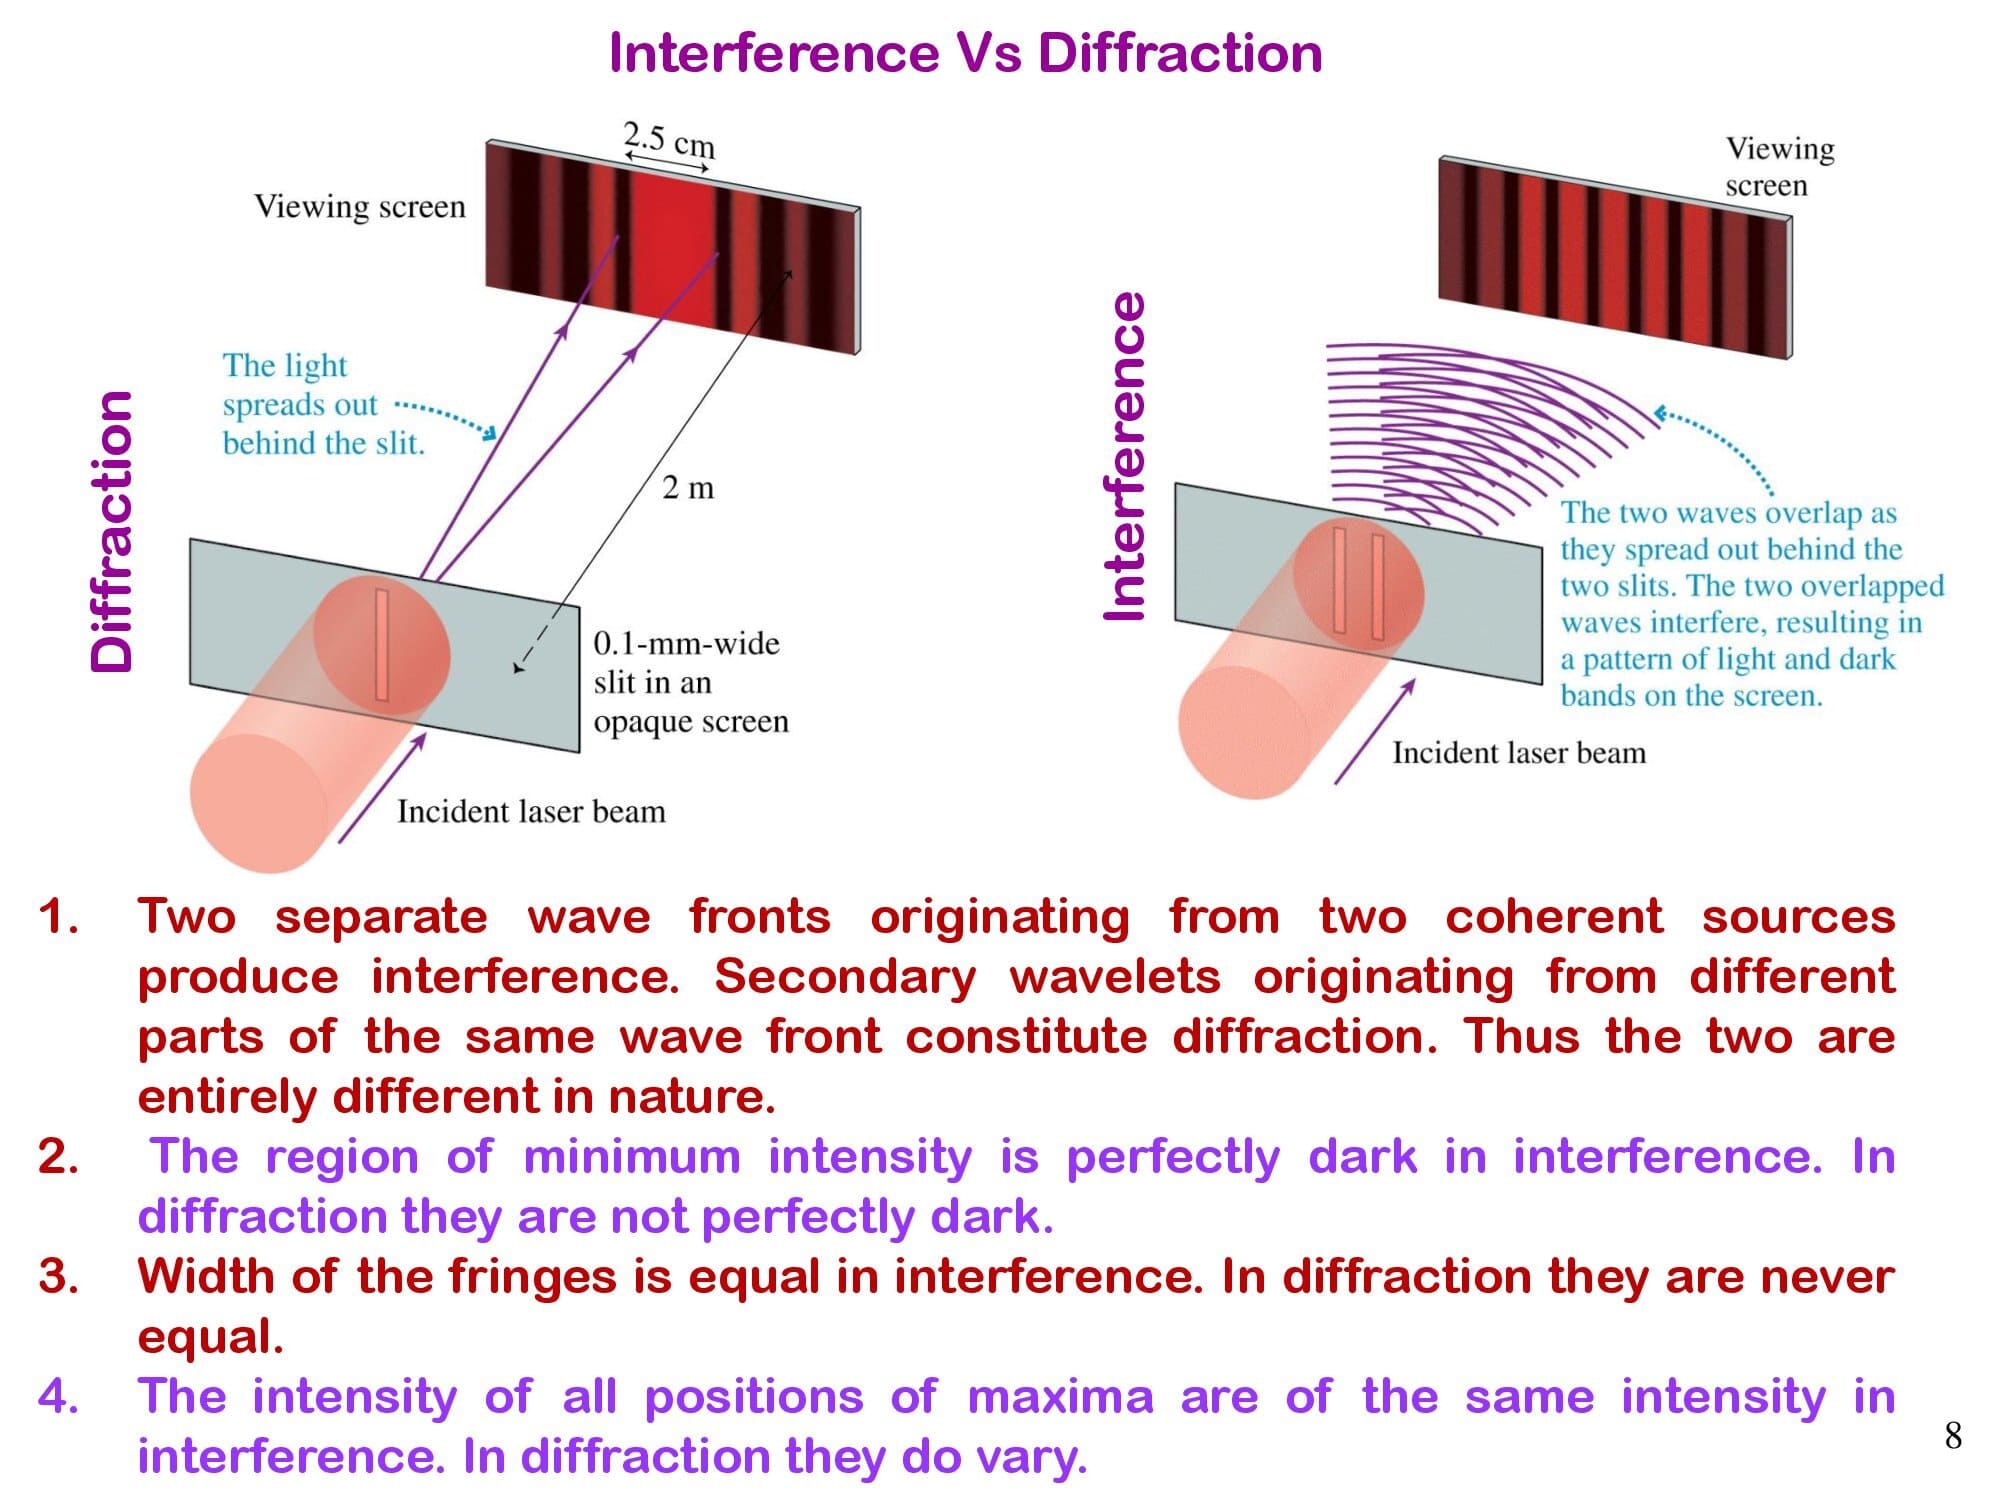 Interference Vs Diffraction
2.5 cm
Viewing screen
The light
spreads out
behind the slit.
2 m
Diffraction
0.1-mm-wide
slit in an
opaque screen
Incident laser beam
Viewing
screen
Interference
The two waves overlap as
they spread out behind the
two slits. The two overlapped
waves interfere, resulting in
a pattern of light and dark
bands on the screen.
Incident laser beam
1. Two separate wave fronts originating from two coherent sources
produce interference. Secondary wavelets originating from different
parts of the same wave front constitute diffraction. Thus the two are
entirely different in nature.
2. The region of minimum intensity is perfectly dark in interference. In
diffraction they are not perfectly dark.
3. Width of the fringes is equal in interference. In diffraction they are never
equal.
4. The intensity of all positions of maxima are of the same intensity in
interference. In diffraction they do vary.
8